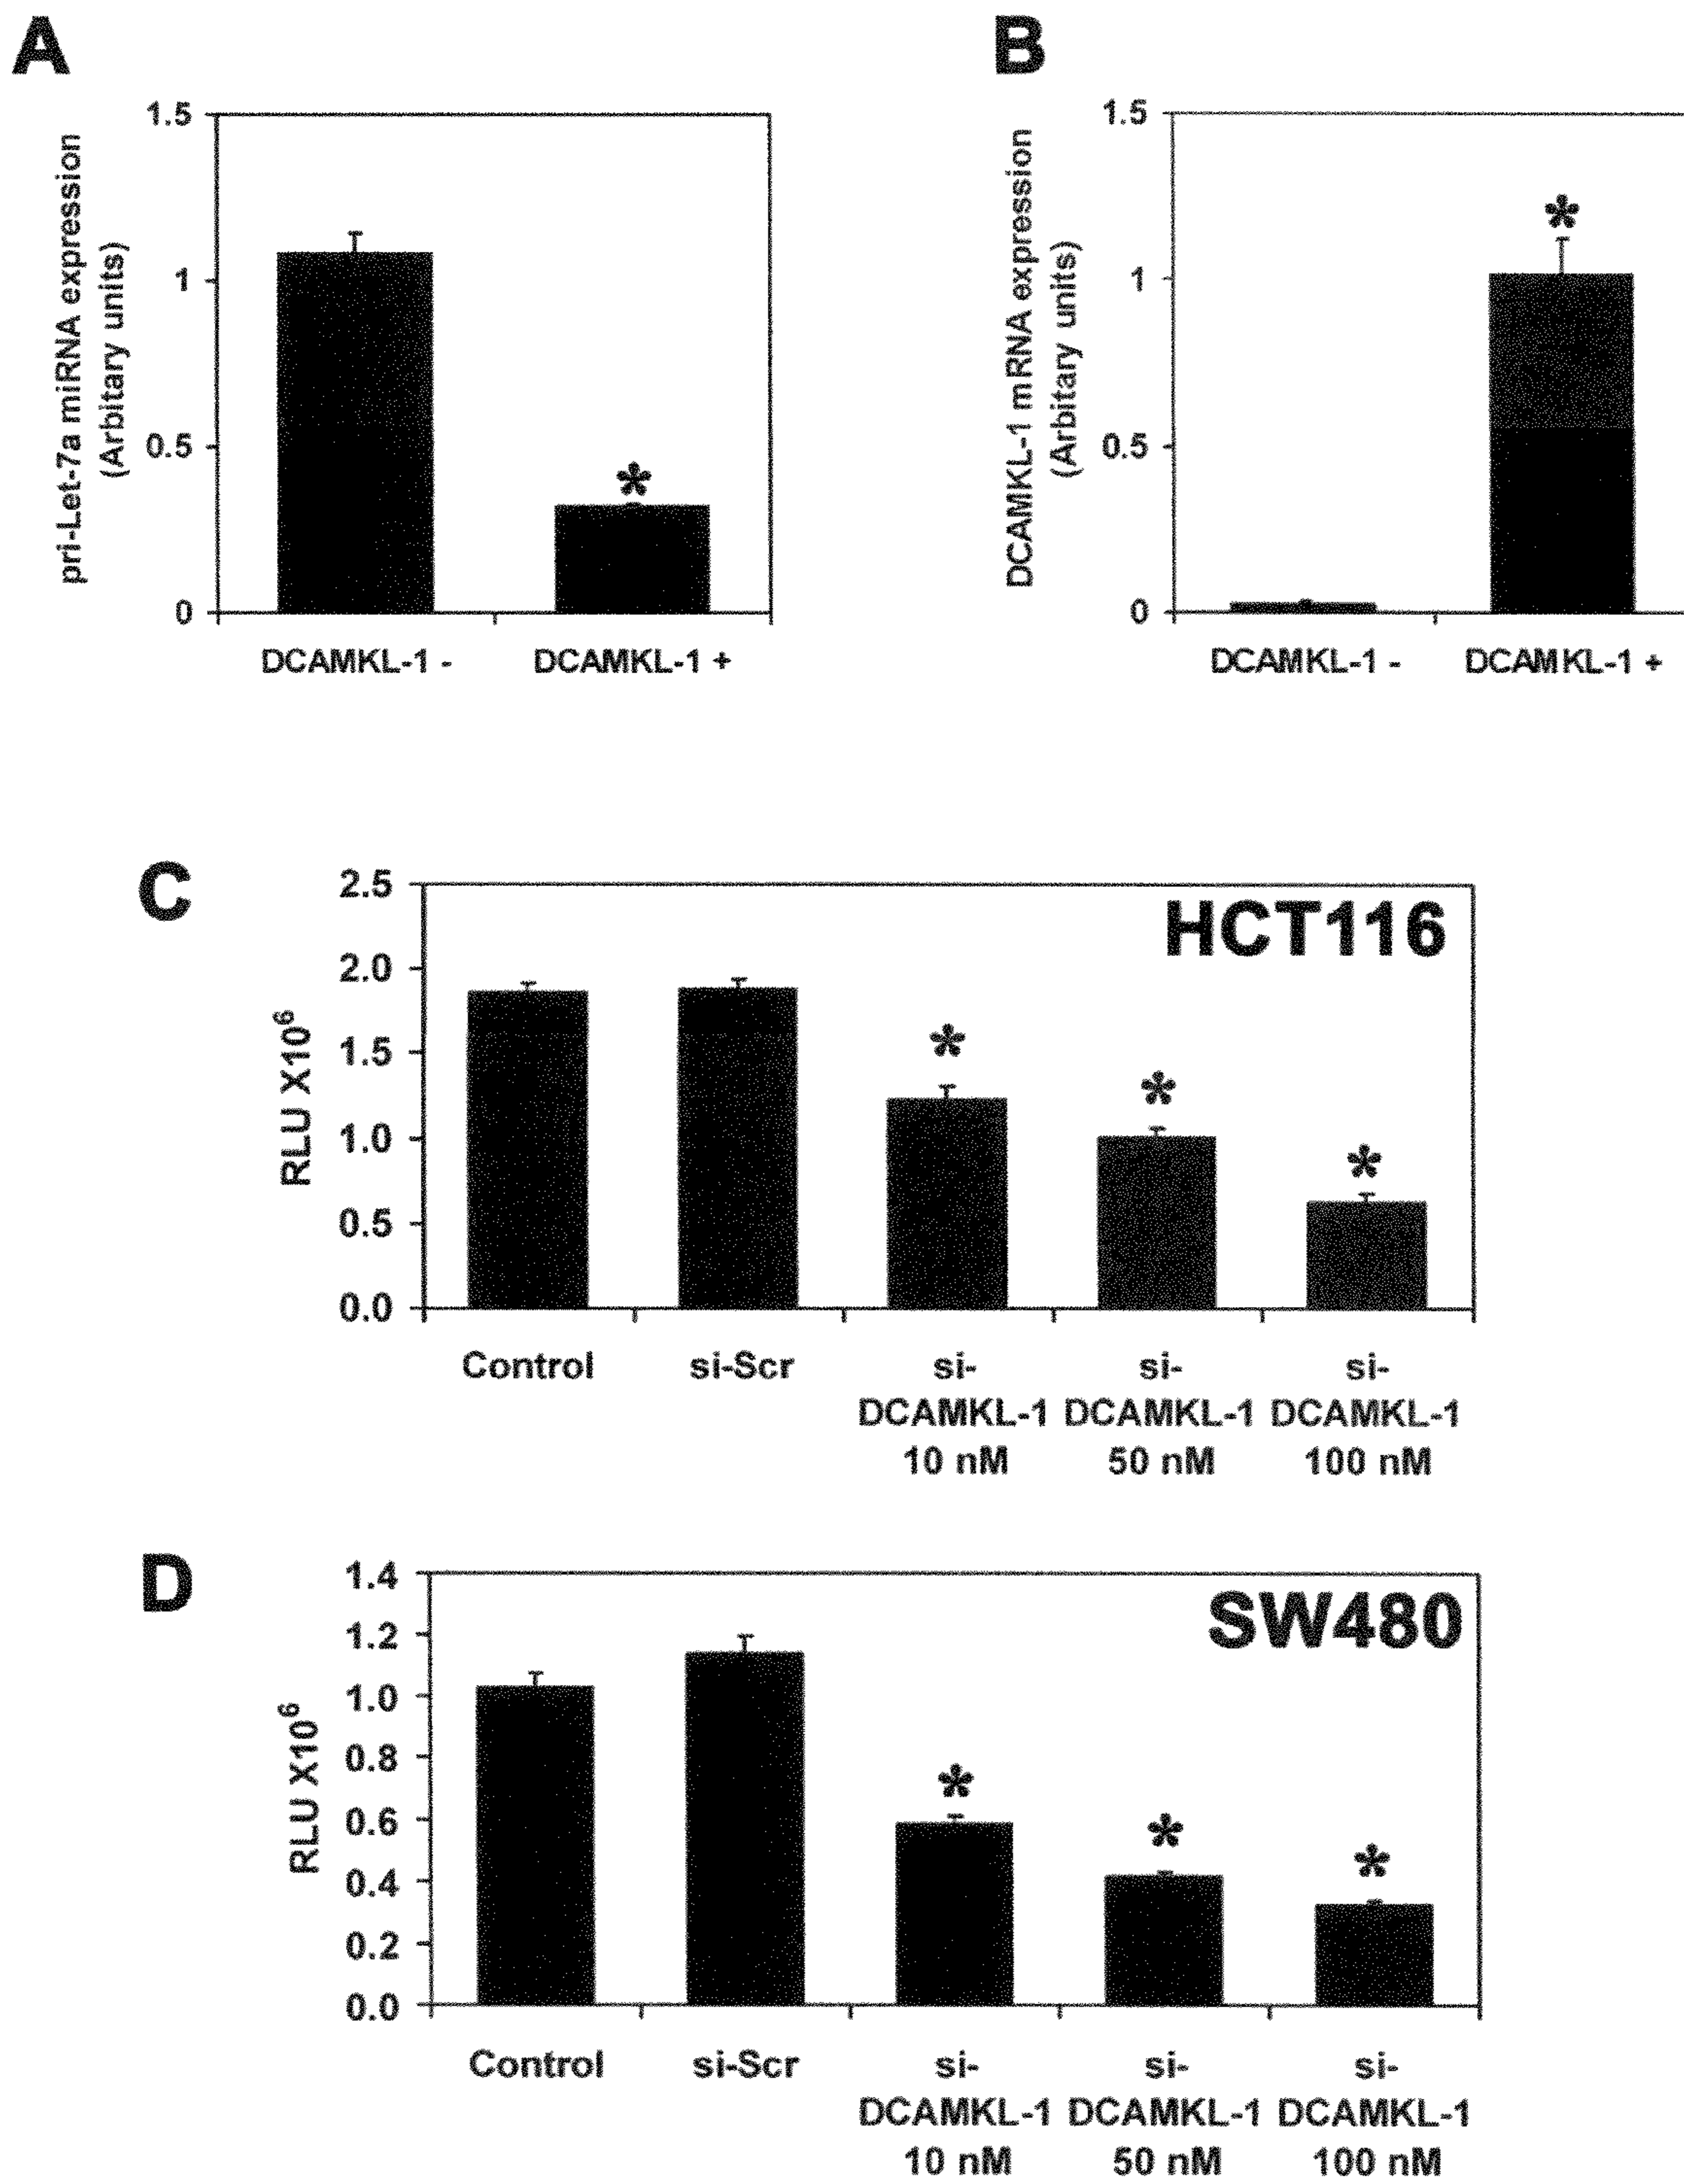 A
pri-Let-7a miRNA expression
(Arbitary units)
1.5
1
0.5
0
DCAMKL-1 -
DCAMKL-1 +
*
B
DCAMKL-1 mRNA expression
(Arbitary units)
1.5
1
0.5
0
DCAMKL-1 -
DCAMKL-1 +
*
C
HCT116
RLU X10⁶
2.5
2.0
1.5
1.0
0.5
0.0
*
*
*
Control
si-Scr
si-
DCAMKL-1
10 nM
si-
DCAMKL-1
50 nM
si-
DCAMKL-1
100 nM
D
SW480
RLU X10⁶
1.4
1.2
1.0
0.8
0.6
0.4
0.2
0.0
*
*
*
Control
si-Scr
si-
DCAMKL-1
10 nM
si-
DCAMKL-1
50 nM
si-
DCAMKL-1
100 nM